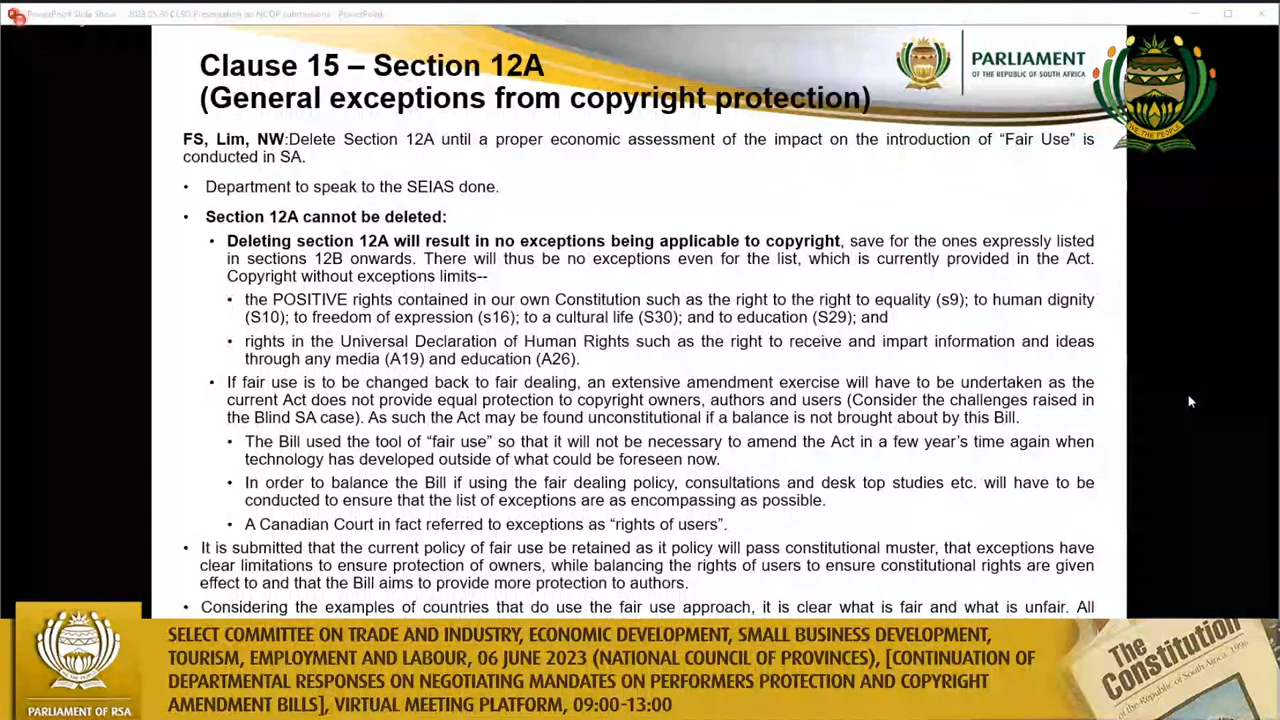 PowerPoint Slide Show - 2023.05.30 CLSO Presentation on NCOP submissions - PowerPoint
Clause 15 – Section 12A
(General exceptions from copyright protection)
PARLIAMENT
OF THE REPUBLIC OF SOUTH AFRICA
WE THE PEOPLE
FS, Lim, NW:Delete Section 12A until a proper economic assessment of the impact on the introduction of “Fair Use” is
conducted in SA.
• Department to speak to the SEIAS done.
• Section 12A cannot be deleted:
• Deleting section 12A will result in no exceptions being applicable to copyright, save for the ones expressly listed
in sections 12B onwards. There will thus be no exceptions even for the list, which is currently provided in the Act.
Copyright without exceptions limits--
• the POSITIVE rights contained in our own Constitution such as the right to the right to equality (s9); to human dignity
(S10); to freedom of expression (s16); to a cultural life (S30); and to education (S29); and
• rights in the Universal Declaration of Human Rights such as the right to receive and impart information and ideas
through any media (A19) and education (A26).
• If fair use is to be changed back to fair dealing, an extensive amendment exercise will have to be undertaken as the
current Act does not provide equal protection to copyright owners, authors and users (Consider the challenges raised in
the Blind SA case). As such the Act may be found unconstitutional if a balance is not brought about by this Bill.
• The Bill used the tool of “fair use” so that it will not be necessary to amend the Act in a few year’s time again when
technology has developed outside of what could be foreseen now.
• In order to balance the Bill if using the fair dealing policy, consultations and desk top studies etc. will have to be
conducted to ensure that the list of exceptions are as encompassing as possible.
• A Canadian Court in fact referred to exceptions as “rights of users”.
• It is submitted that the current policy of fair use be retained as it policy will pass constitutional muster, that exceptions have
clear limitations to ensure protection of owners, while balancing the rights of users to ensure constitutional rights are given
effect to and that the Bill aims to provide more protection to authors.
• Considering the examples of countries that do use the fair use approach, it is clear what is fair and what is unfair. All
SELECT COMMITTEE ON TRADE AND INDUSTRY, ECONOMIC DEVELOPMENT, SMALL BUSINESS DEVELOPMENT,
TOURISM, EMPLOYMENT AND LABOUR, 06 JUNE 2023 (NATIONAL COUNCIL OF PROVINCES), [CONTINUATION OF
DEPARTMENTAL RESPONSES ON NEGOTIATING MANDATES ON PERFORMERS PROTECTION AND COPYRIGHT
AMENDMENT BILLS], VIRTUAL MEETING PLATFORM, 09:00-13:00
PARLIAMENT OF RSA
The
Constitution
of the Republic of South Africa, 1996